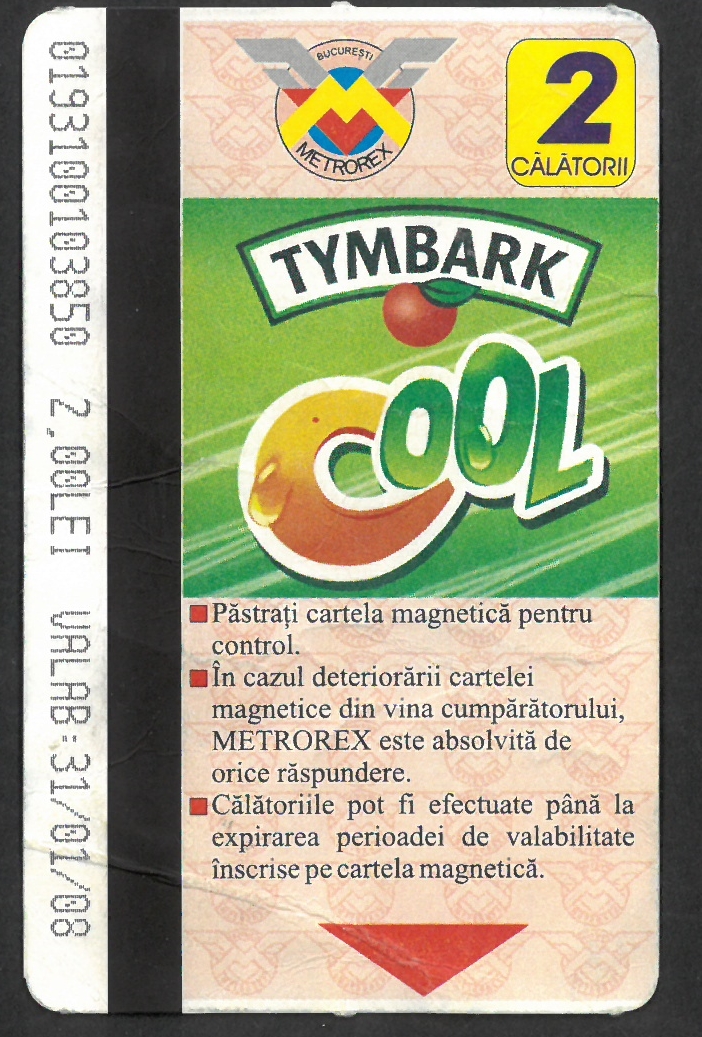 BUCUREȘTI
METROREX
2
CĂLĂTORII
TYMBARK
COOL
Păstrați cartela magnetică pentru
control.
În cazul deteriorării cartelei
magnetice din vina cumpărătorului,
METROREX este absolvită de
orice răspundere.
Călătoriile pot fi efectuate până la
expirarea perioadei de valabilitate
înscrise pe cartela magnetică.
0193100103850 2,00LEI VALAB:31/01/08